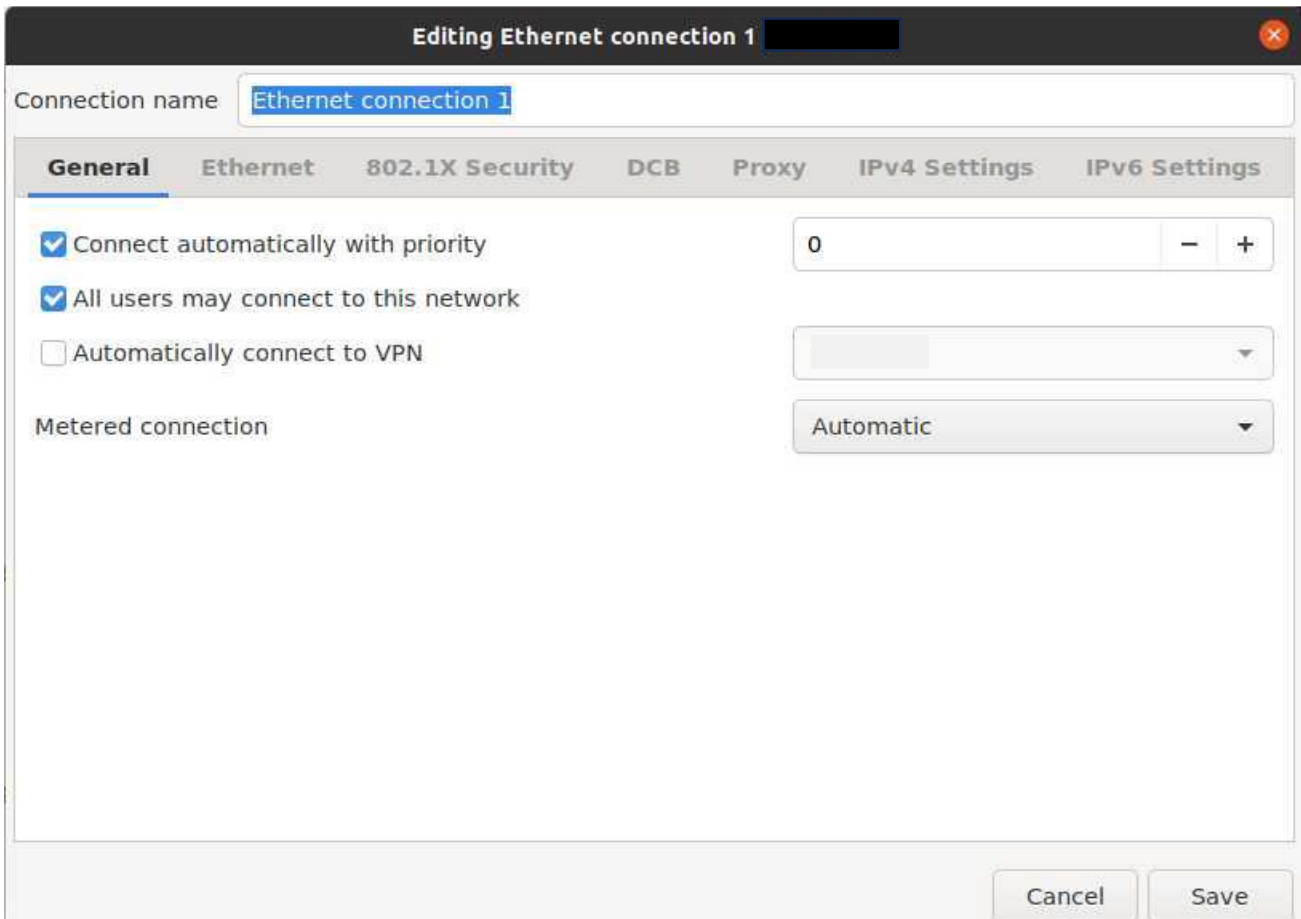 Editing Ethernet connection 1
Connection name Ethernet connection 1
General Ethernet 802.1X Security DCB Proxy IPv4 Settings IPv6 Settings
Connect automatically with priority 0 − +
All users may connect to this network
Automatically connect to VPN
Metered connection Automatic
Cancel Save